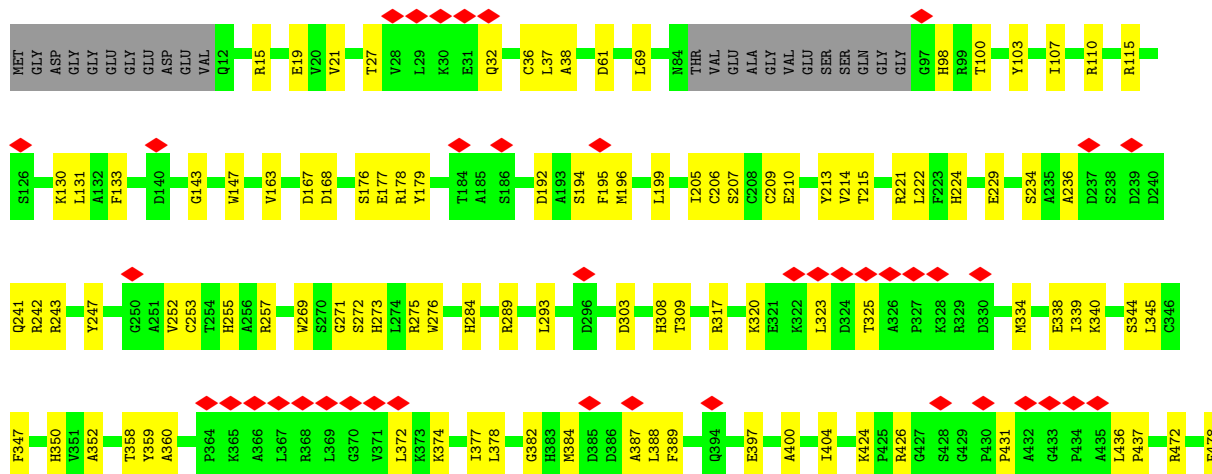 MET GLY ASP GLY GLY GLU GLY GLU ASP GLU VAL Q12 R15 E19 V20 V21 T27 V28 L29 K30 E31 Q32 C36 L37 A38 D61 L69 N84 THR VAL GLU ALA GLY VAL GLU SER SER GLN GLY GLY G97 H98 R99 T100 Y103 I107 R110 R115
S126 K130 L131 A132 F133 D140 G143 W147 V163 D167 D168 S176 E177 R178 Y179 T184 A185 S186 D192 A193 S194 F195 M196 L199 I205 C206 S207 C208 C209 E210 Y213 V214 T215 R221 L222 F223 H224 E229 S234 A235 A236 D237 S238 D239 D240
Q241 R242 R243 Y247 G250 A251 V252 C253 T254 H255 A256 R257 W269 S270 G271 S272 H273 L274 R275 W276 H284 R289 L293 D296 D303 H308 T309 R317 K320 E321 K322 L323 D324 T325 A326 P327 K328 R329 D330 M334 E338 I339 K340 S344 L345 C346
F347 H350 V351 A352 T358 Y359 A360 P364 K365 A366 L367 R368 L369 G370 V371 L372 K373 K374 I377 L378 G382 H383 M384 D385 D386 A387 L388 F389 Q394 E397 A400 I404 K424 P425 R426 G427 S428 G429 P430 P431 A432 G433 P434 A435 L436 P437 R472